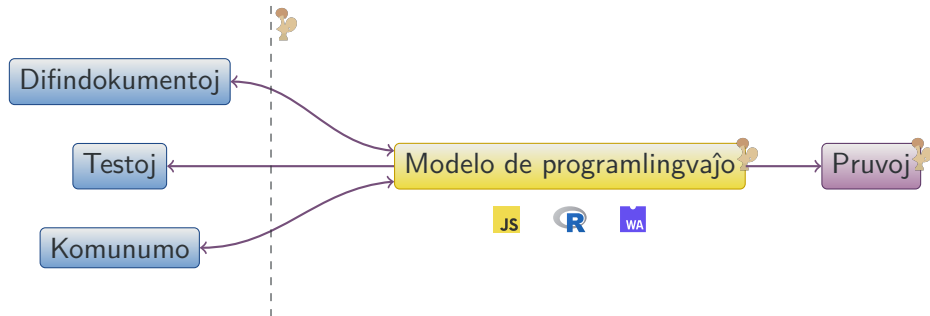 Difindokumentoj
Testoj
Modelo de programlingvaĵo
Pruvoj
JS
R
WA
Komunumo